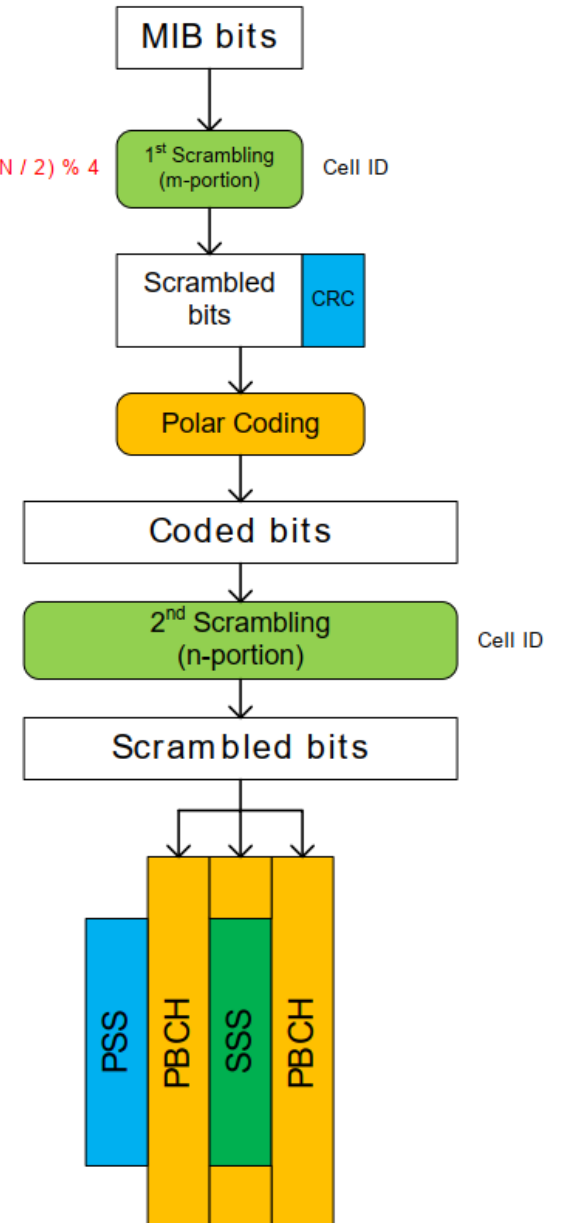 MIB bits
N / 2) % 4
1st Scrambling
(m-portion)
Cell ID
Scrambled
bits
CRC
Polar Coding
Coded bits
2nd Scrambling
(n-portion)
Cell ID
Scrambled bits
PSS
PBCH
SSS
PBCH